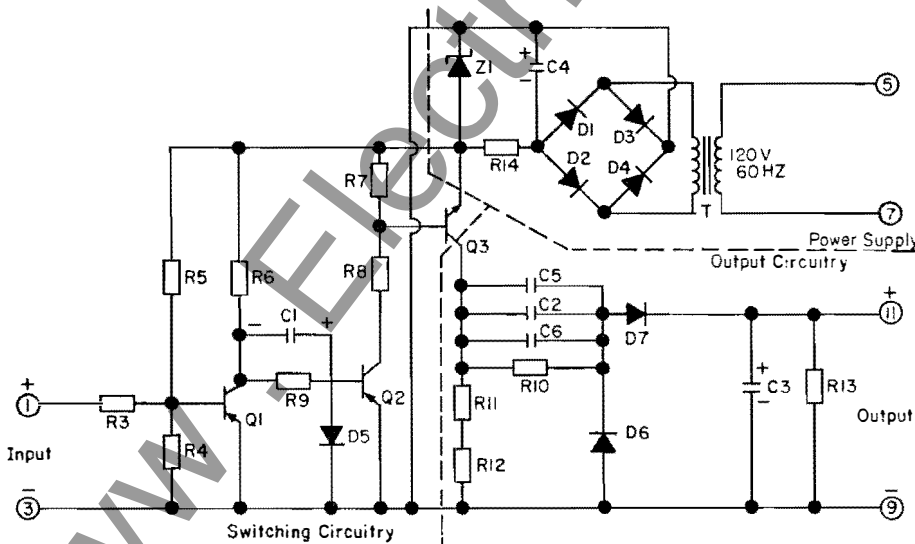 www.Electr
Z1
+
C4
-
5
D1
D3
R14
D2
D4
120V
60HZ
T
R7
7
Q3
Power Supply
Output Circuitry
R5
R6
R8
C5
C2
C6
+
11
- C1 +
D7
R10
+
C3
-
R13
+
1
R3
R9
Q2
Q1
R11
D5
D6
Output
Input
R4
R12
-
3
-
9
Switching Circuitry